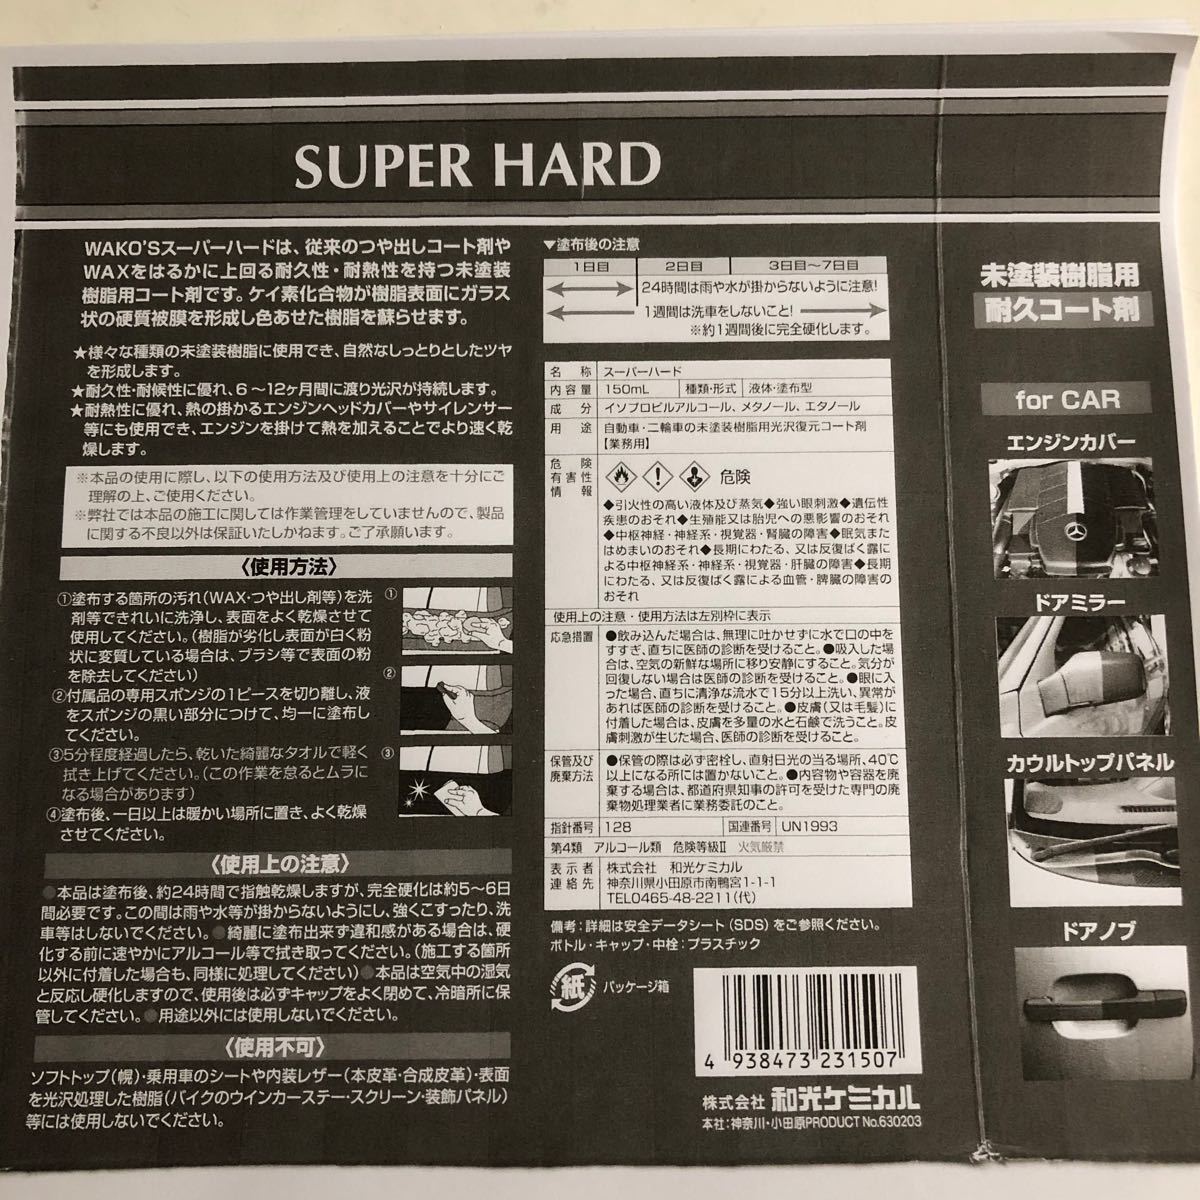 SUPER HARD
WAKO'Sスーパーハードは、従来のつや出しコート剤や
WAXをはるかに上回る耐久性・耐熱性を持つ未塗装
樹脂用コート剤です。ケイ素化合物が樹脂表面にガラス
状の硬質被膜を形成し色あせた樹脂を蘇らせます。
★様々な種類の未塗装樹脂に使用でき、自然なしっとりとしたツヤ
を形成します。
★耐久性・耐候性に優れ、6〜12ヶ月間に渡り光沢が持続します。
★耐熱性に優れ、熱の掛かるエンジンヘッドカバーやサイレンサー
等にも使用でき、エンジンを掛けて熱を加えることでより速く乾
燥します。
※本品の使用に際し、以下の使用方法及び使用上の注意を十分にご
理解の上、ご使用ください。
※弊社では本品の施工に関しては作業管理をしていませんので、製品
に関する不良以外は保証いたしかねます。ご了承願います。
〈使用方法〉
①塗布する箇所の汚れ(WAX・つや出し剤等)を洗
剤等できれいに洗浄し、表面をよく乾燥させて
使用してください。(樹脂が劣化し表面が白く粉
状に変質している場合は、ブラシ等で表面の粉
を除去してください)
②付属品の専用スポンジの1ピースを切り離し、液
をスポンジの黒い部分につけて、均一に塗布し
てください。
③5分程度経過したら、乾いた綺麗なタオルで軽く
拭き上げてください。(この作業を怠るとムラに
なる場合があります)
④塗布後、一日以上は暖かい場所に置き、よく乾燥
させてください。
①
②
③
〈使用上の注意〉
●本品は塗布後、約24時間で指触乾燥しますが、完全硬化は約5〜6日
間必要です。この間は雨や水等が掛からないようにし、強くこすったり、洗
車等はしないでください。●綺麗に塗布出来ず違和感がある場合は、硬
化する前に速やかにアルコール等で拭き取ってください。(施工する箇所
以外に付着した場合も、同様に処理してください)●本品は空気中の湿気
と反応し硬化しますので、使用後は必ずキャップをよく閉めて、冷暗所に保
管してください。●用途以外には使用しないでください。
〈使用不可〉
ソフトトップ(幌)・乗用車のシートや内装レザー(本皮革・合成皮革)・表面
を光沢処理した樹脂(バイクのウインカーステー・スクリーン・装飾パネル)
等には使用しないでください。
▼塗布後の注意
1日目 2日目 3日目〜7日目
24時間は雨や水が掛からないように注意!
1週間は洗車をしないこと!
※約1週間後に完全硬化します。
名称 スーパーハード
内容量 150mL 種類・形式 液体・塗布型
成分 イソプロピルアルコール、メタノール、エタノール
用途 自動車・二輪車の未塗装樹脂用光沢復元コート剤
【業務用】
危険
有害性
情報
危険
◆引火性の高い液体及び蒸気◆強い眼刺激◆遺伝性
疾患のおそれ◆生殖能又は胎児への悪影響のおそれ
◆中枢神経・神経系・視覚器・腎臓の障害◆眠気また
はめまいのおそれ◆長期にわたる、又は反復ばく露に
よる中枢神経系・神経系・視覚器・肝臓の障害◆長期
にわたる、又は反復ばく露による血管・脾臓の障害の
おそれ
使用上の注意・使用方法は左別枠に表示
応急措置 ●飲み込んだ場合は、無理に吐かせずに水で口の中を
すすぎ、直ちに医師の診断を受けること。●吸入した場
合は、空気の新鮮な場所に移り安静にすること。気分が
回復しない場合は医師の診断を受けること。●眼に入
った場合、直ちに清浄な流水で15分以上洗い、異常が
あれば医師の診断を受けること。●皮膚(又は毛髪)に
付着した場合は、皮膚を多量の水と石鹸で洗うこと。皮
膚刺激が生じた場合、医師の診断を受けること。
保管及び
廃棄方法
●保管の際は必ず密栓し、直射日光の当る場所、40℃
以上になる所には置かないこと。●内容物や容器を廃
棄する場合は、都道府県知事の許可を受けた専門の廃
棄物処理業者に業務委託のこと。
指針番号 128 国連番号 UN1993
第4類 アルコール類 危険等級Ⅱ 火気厳禁
表示者
連絡先
株式会社 和光ケミカル
神奈川県小田原市南鴨宮1-1-1
TEL0465-48-2211(代)
備考:詳細は安全データシート(SDS)をご参照ください。
ボトル・キャップ・中栓:プラスチック
紙 パッケージ箱
4 938473 231507
株式会社 和光ケミカル
本社:神奈川・小田原PRODUCT No.630203
未塗装樹脂用
耐久コート剤
for CAR
エンジンカバー
ドアミラー
カウルトップパネル
ドアノブ